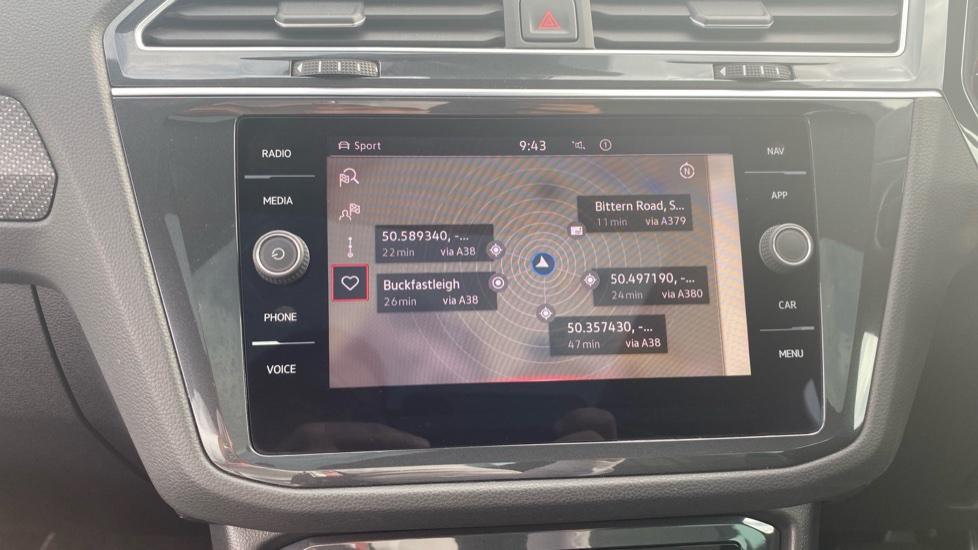 RADIO
MEDIA
PHONE
VOICE
Sport
9:43
1
N
Bittern Road, S...
11 min via A379
50.589340, -...
22 min via A38
Buckfastleigh
26 min via A38
50.497190, -...
24 min via A380
50.357430, -...
47 min via A38
NAV
APP
CAR
MENU